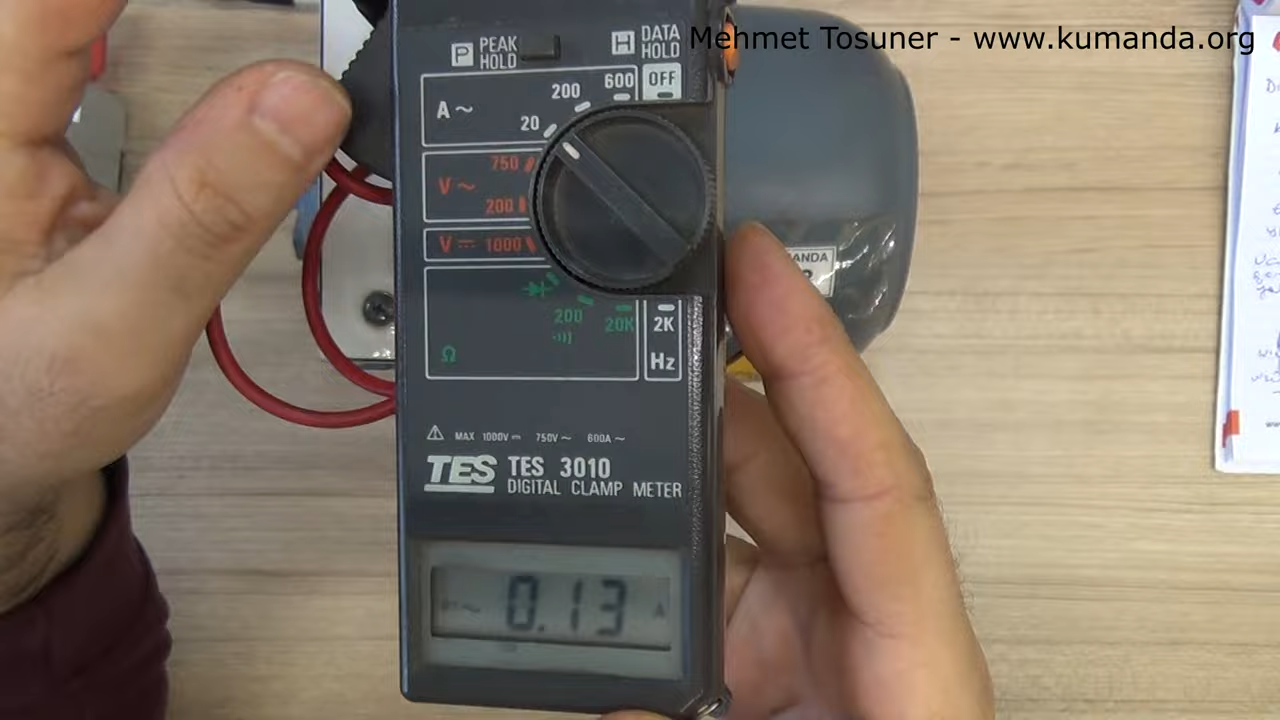 Mehmet Tosuner - www.kumanda.org
P PEAK HOLD
H DATA HOLD
A~ 20 200 600 OFF
V~ 750
200
V 1000
200 20K 2K
Ω Hz
MAX 1000V 750V~ 600A~
TES TES 3010
DIGITAL CLAMP METER
~ 0.13 A